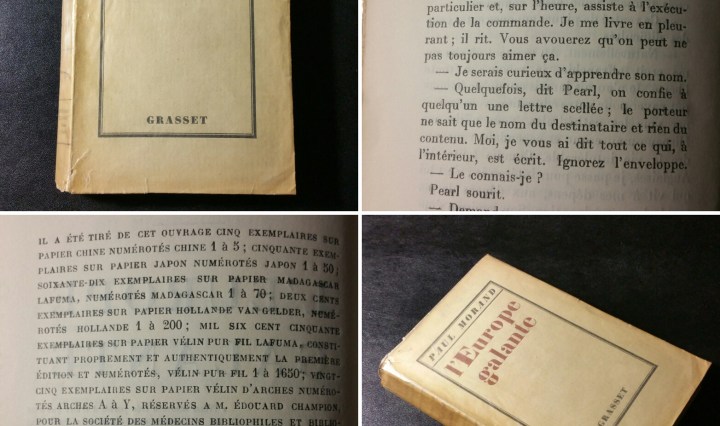 GRASSET
particulier et, sur l'heure, assiste à l'exécu-
tion de la commande. Je me livre en pleu-
rant ; il rit. Vous avouerez qu'on peut ne
pas toujours aimer ça.
— Je serais curieux d'apprendre son nom.
— Quelquefois, dit Pearl, on confie à
quelqu'un une lettre scellée ; le porteur
ne sait que le nom du destinataire et rien du
contenu. Moi, je vous ai dit tout ce qui, à
l'intérieur, est écrit. Ignorez l'enveloppe.
— Le connais-je ?
Pearl sourit.
IL A ÉTÉ TIRÉ DE CET OUVRAGE CINQ EXEMPLAIRES SUR
PAPIER CHINE NUMÉROTÉS CHINE 1 à 5 ; CINQUANTE EXEM-
PLAIRES SUR PAPIER JAPON NUMÉROTÉS JAPON 1 à 50 ;
SOIXANTE-DIX EXEMPLAIRES SUR PAPIER MADAGASCAR
LAFUMA, NUMÉROTÉS MADAGASCAR 1 à 70 ; DEUX CENTS
EXEMPLAIRES SUR PAPIER HOLLANDE VAN GELDER, NUMÉ-
ROTÉS HOLLANDE 1 à 200 ; MIL SIX CENT CINQUANTE
EXEMPLAIRES SUR PAPIER VÉLIN PUR FIL LAFUMA, CONSTI-
TUANT PROPREMENT ET AUTHENTIQUEMENT LA PREMIÈRE
ÉDITION ET NUMÉROTÉS, VÉLIN PUR FIL 1 à 1650 ; VINGT-
CINQ EXEMPLAIRES SUR PAPIER VÉLIN D'ARCHES NUMÉRO-
TÉS ARCHES A à Y, RÉSERVÉS A M. ÉDOUARD CHAMPION,
POUR LA SOCIÉTÉ DES MÉDECINS BIBLIOPHILES ET BIBLIO-
PAUL MORAND
l'Europe
galante
GRASSET